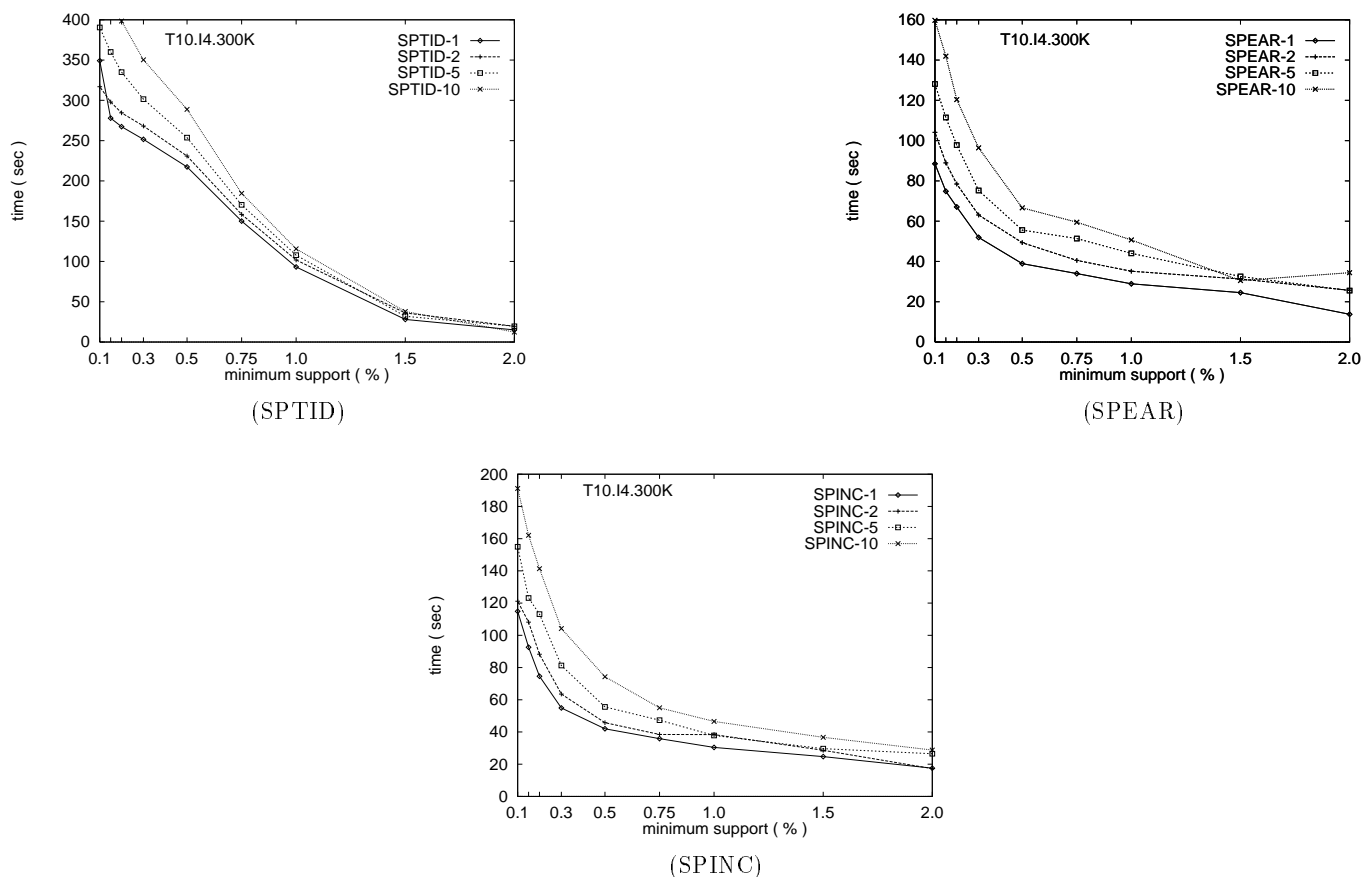 T10.I4.300K
SPTID-1
SPTID-2
SPTID-5
SPTID-10
400
350
300
250
200
150
100
50
0
time ( sec )
0.1 0.3 0.5 0.75 1.0 1.5 2.0
minimum support ( % )
(SPTID)
T10.I4.300K
SPEAR-1
SPEAR-2
SPEAR-5
SPEAR-10
160
140
120
100
80
60
40
20
0
time ( sec )
0.1 0.3 0.5 0.75 1.0 1.5 2.0
minimum support ( % )
(SPEAR)
T10.I4.300K
SPINC-1
SPINC-2
SPINC-5
SPINC-10
200
180
160
140
120
100
80
60
40
20
0
time ( sec )
0.1 0.3 0.5 0.75 1.0 1.5 2.0
minimum support ( % )
(SPINC)